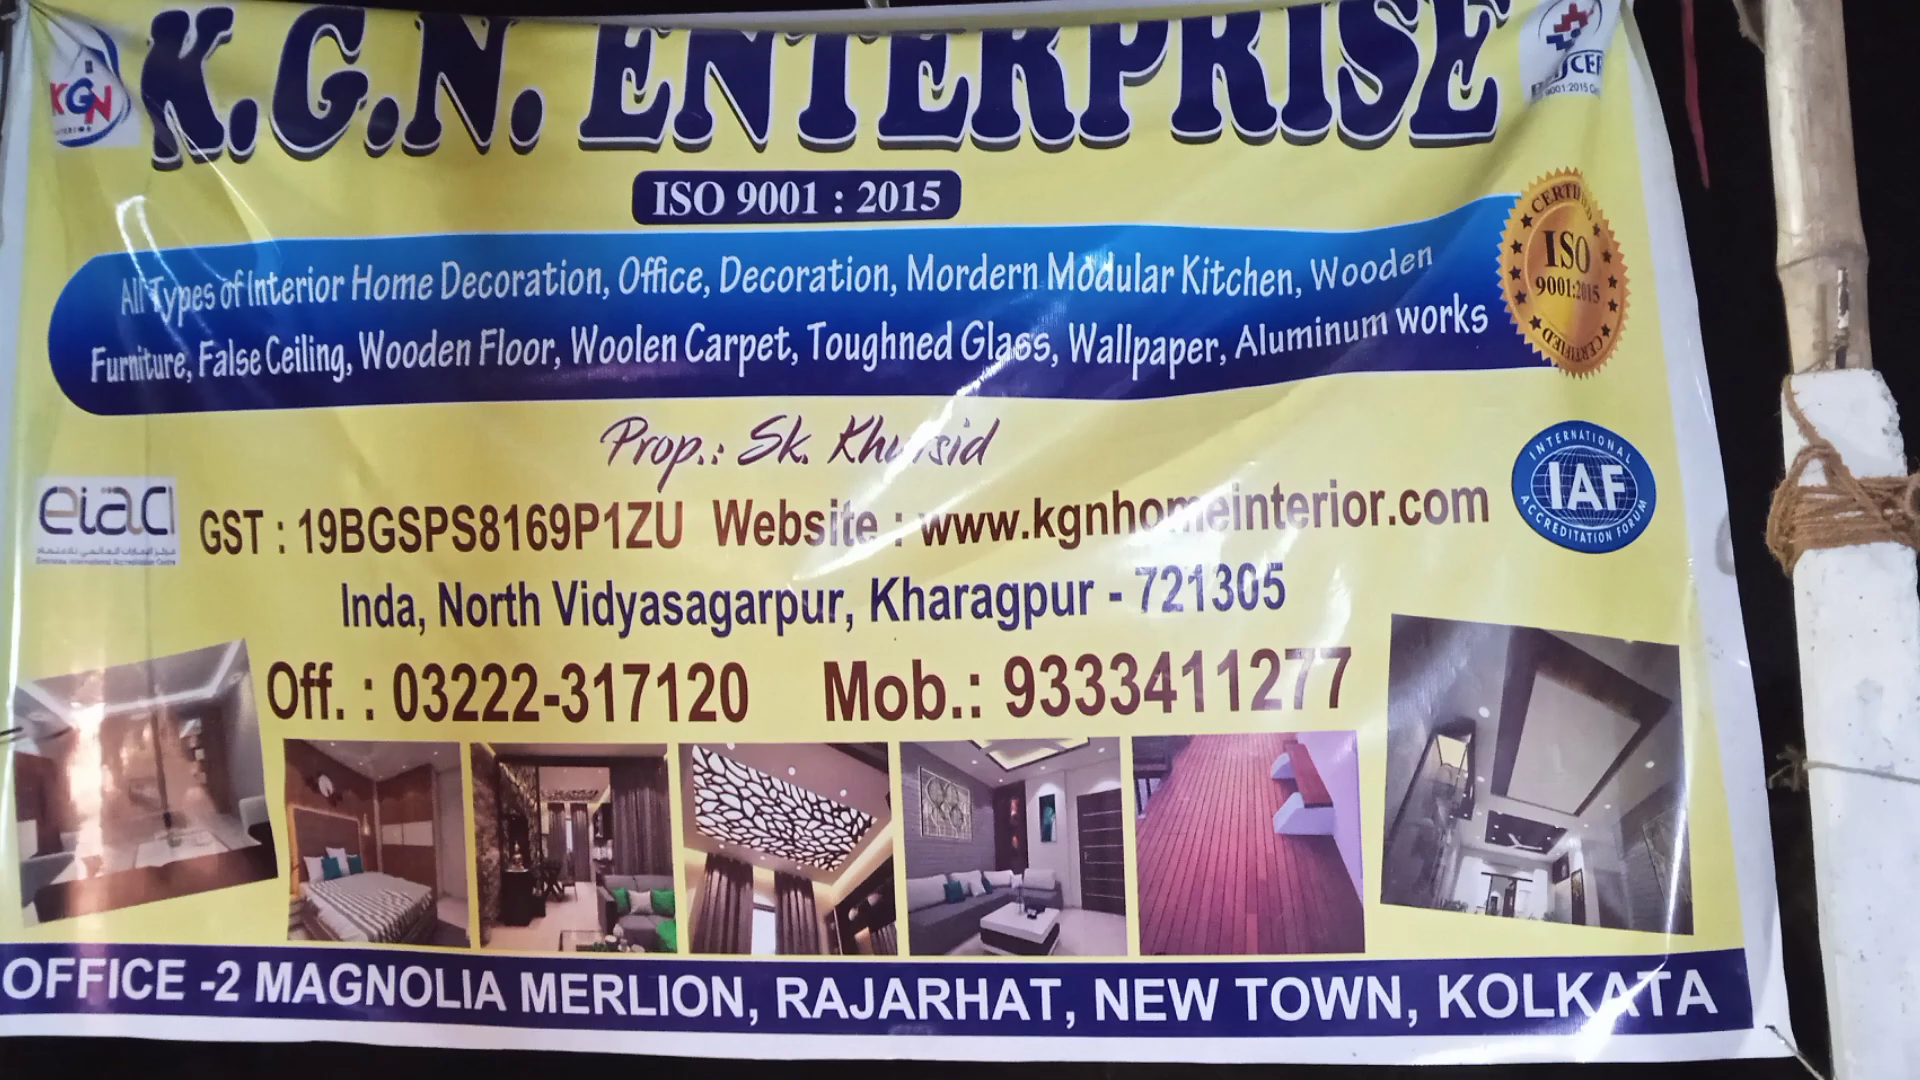 K.G.N. ENTERPRISE
KGN
ISO 9001 : 2015
All Types of Interior Home Decoration, Office, Decoration, Mordern Modular Kitchen, Wooden
Furniture, False Ceiling, Wooden Floor, Woolen Carpet, Toughned Glass, Wallpaper, Aluminum works
CERTIFIED
ISO
9001:2015
CERTIFIED
Prop.: Sk. Khursid
eiaci
GST : 19BGSPS8169P1ZU Website : www.kgnhomeinterior.com
INTERNATIONAL
IAF
ACCREDITATION FORUM
Inda, North Vidyasagarpur, Kharagpur - 721305
Off. : 03222-317120 Mob.: 9333411277
OFFICE -2 MAGNOLIA MERLION, RAJARHAT, NEW TOWN, KOLKATA